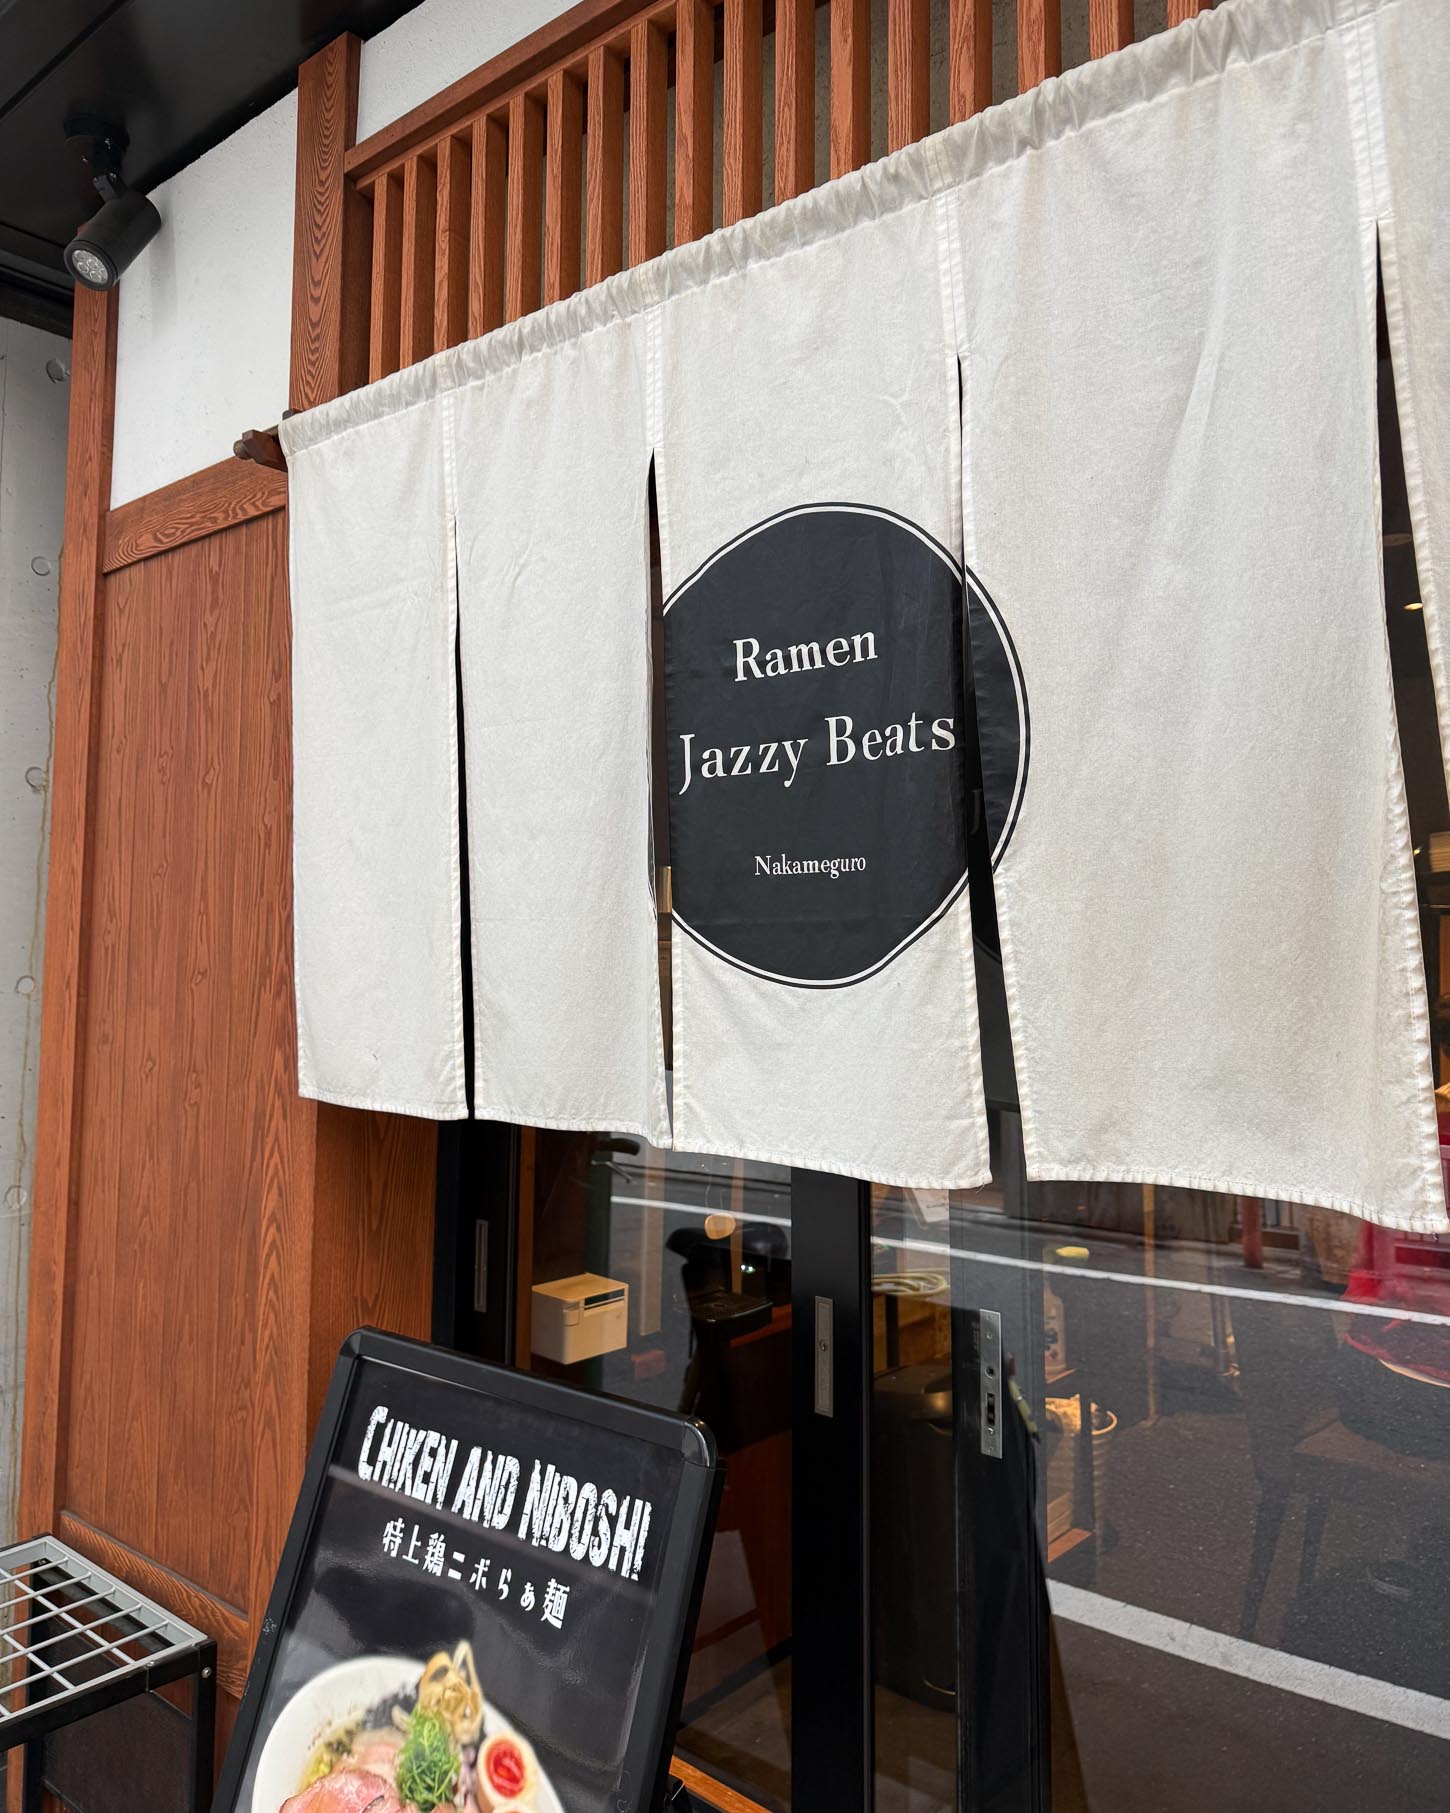 Ramen
Jazzy Beats
Nakameguro
CHIKEN AND NIBOSHI
特上鶏ニボらぁ麺